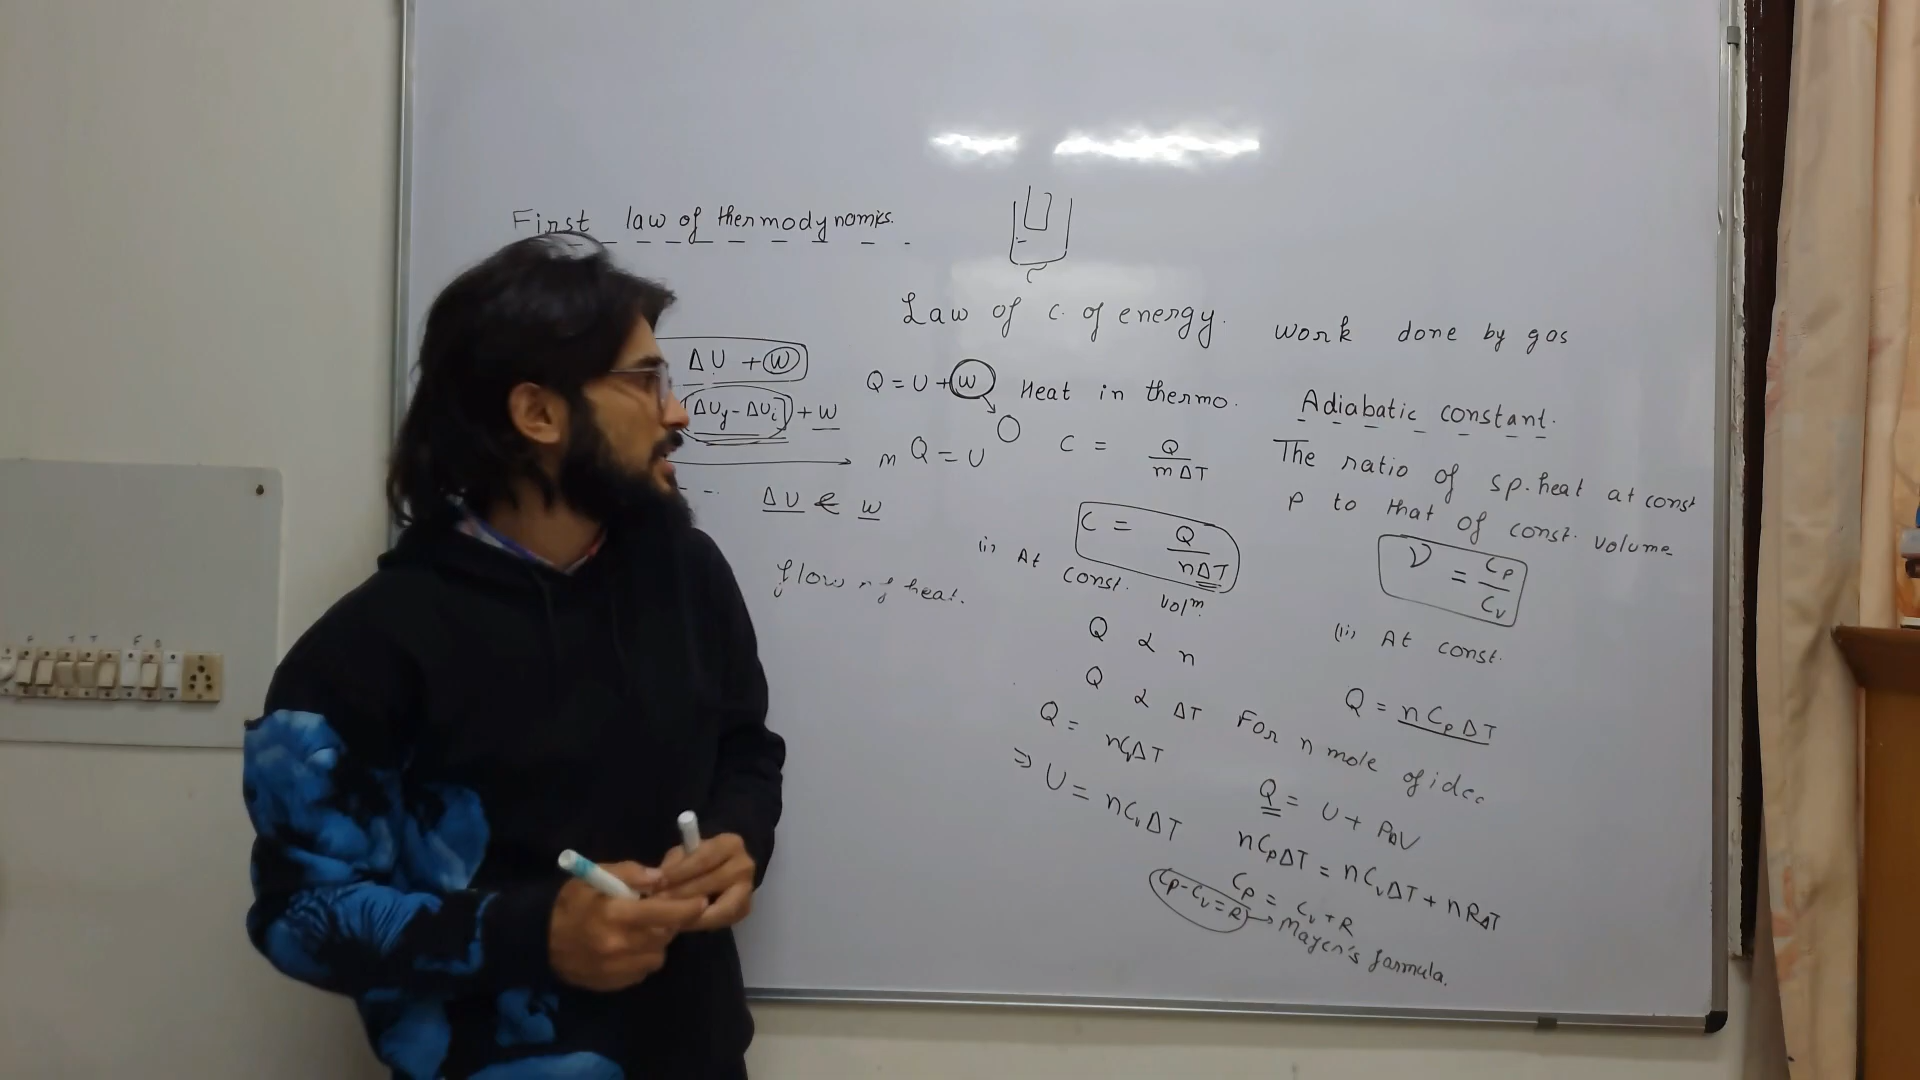 First law of thermodynamics.
Law of c. of energy.
work done by gas
ΔU + W
Q = U + W
Heat in thermo.
Adiabatic constant.
[ΔUf - ΔUi] + W
O
m Q = U
C = Q / mΔT
The ratio of sp. heat at const
P to that of const. volume
ΔU W
C = Q / nΔT
γ = Cp / Cv
(i) At const. volm.
flow of heat.
(ii) At const.
Q ∝ n
Q ∝ ΔT
Q = nCpΔT
Q = nCvΔT
For n mole of
⇒ U = nCvΔT
Q = U + PΔV
nCpΔT = nCvΔT + nRΔT
Cp = Cv + R
Cp - Cv = R → Mayer's formula.